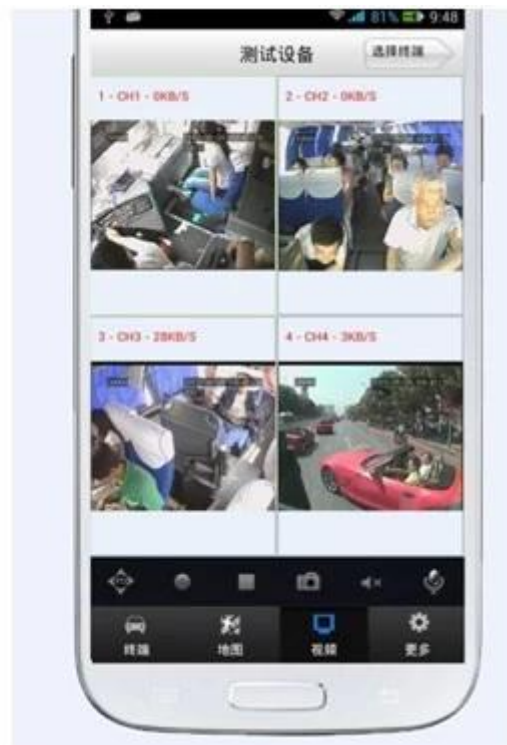 81% 9:48
测试设备 选择终端
1 - CH1 - 0KB/S 2 - CH2 - 0KB/S
3 - CH3 - 28KB/S 4 - CH4 - 3KB/S
PTZ
终端 地图 视频 更多